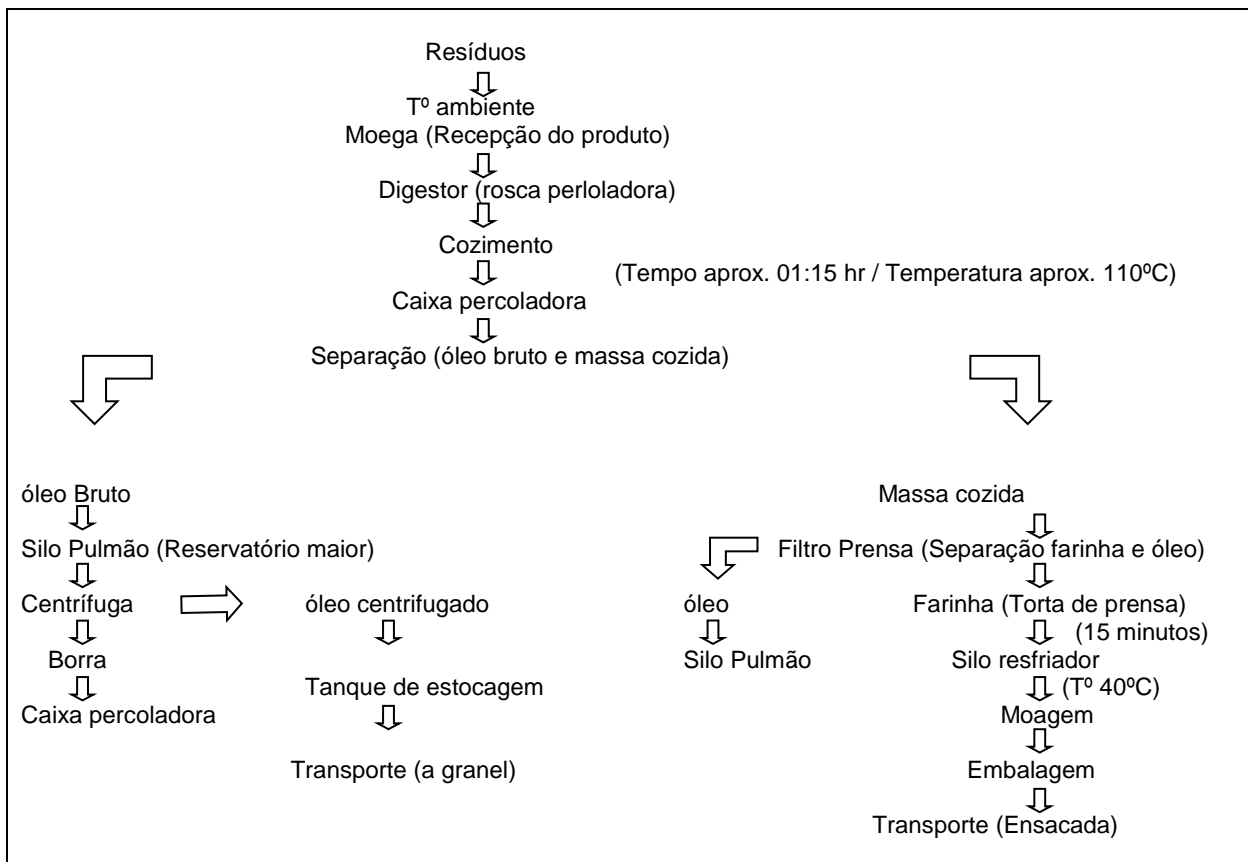 Resíduos
Tº ambiente
Moega (Recepção do produto)
Digestor (rosca perloladora)
Cozimento
(Tempo aprox. 01:15 hr / Temperatura aprox. 110ºC)
Caixa percoladora
Separação (óleo bruto e massa cozida)
óleo Bruto
Silo Pulmão (Reservatório maior)
Centrífuga
Borra
Caixa percoladora
óleo centrifugado
Tanque de estocagem
Transporte (a granel)
Massa cozida
Filtro Prensa (Separação farinha e óleo)
óleo
Silo Pulmão
Farinha (Torta de prensa)
(15 minutos)
Silo resfriador
(Tº 40ºC)
Moagem
Embalagem
Transporte (Ensacada)